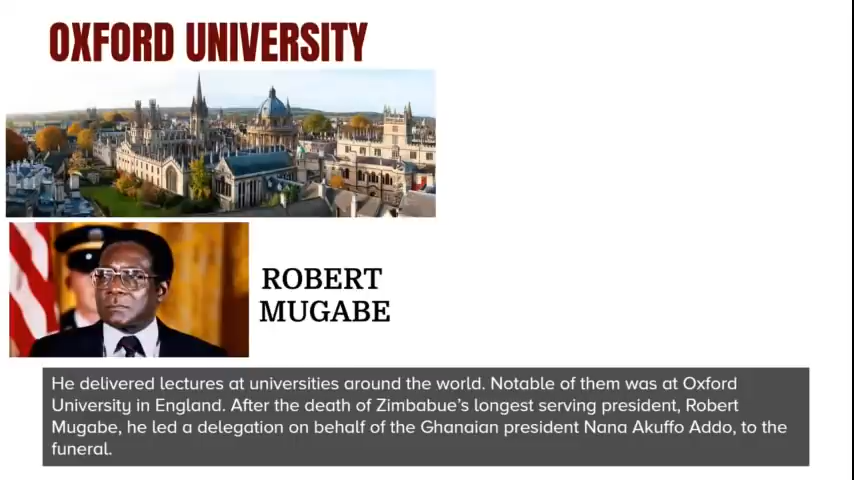 OXFORD UNIVERSITY
ROBERT
MUGABE
He delivered lectures at universities around the world. Notable of them was at Oxford
University in England. After the death of Zimbabue's longest serving president, Robert
Mugabe, he led a delegation on behalf of the Ghanaian president Nana Akuffo Addo, to the
funeral.